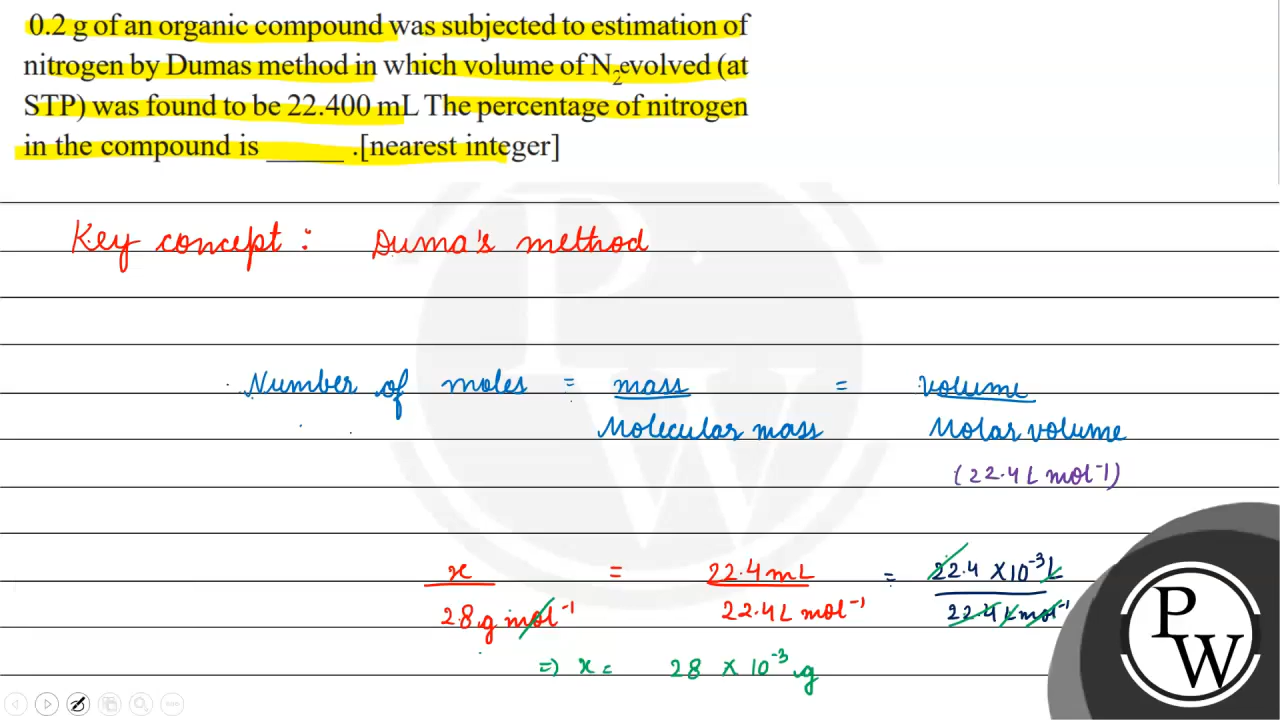 0.2 g of an organic compound was subjected to estimation of
nitrogen by Dumas method in which volume of N₂evolved (at
STP) was found to be 22.400 mL The percentage of nitrogen
in the compound is _____ .[nearest integer]
Key concept : Duma's method
Number of moles = mass / Molecular mass = volume / Molar volume
(22.4 L mol⁻¹)
x / 28 g mol⁻¹ = 22.4 mL / 22.4 L mol⁻¹ = 22.4 × 10⁻³ L / 22.4 L mol⁻¹
⇒ x = 28 × 10⁻³ g
PW